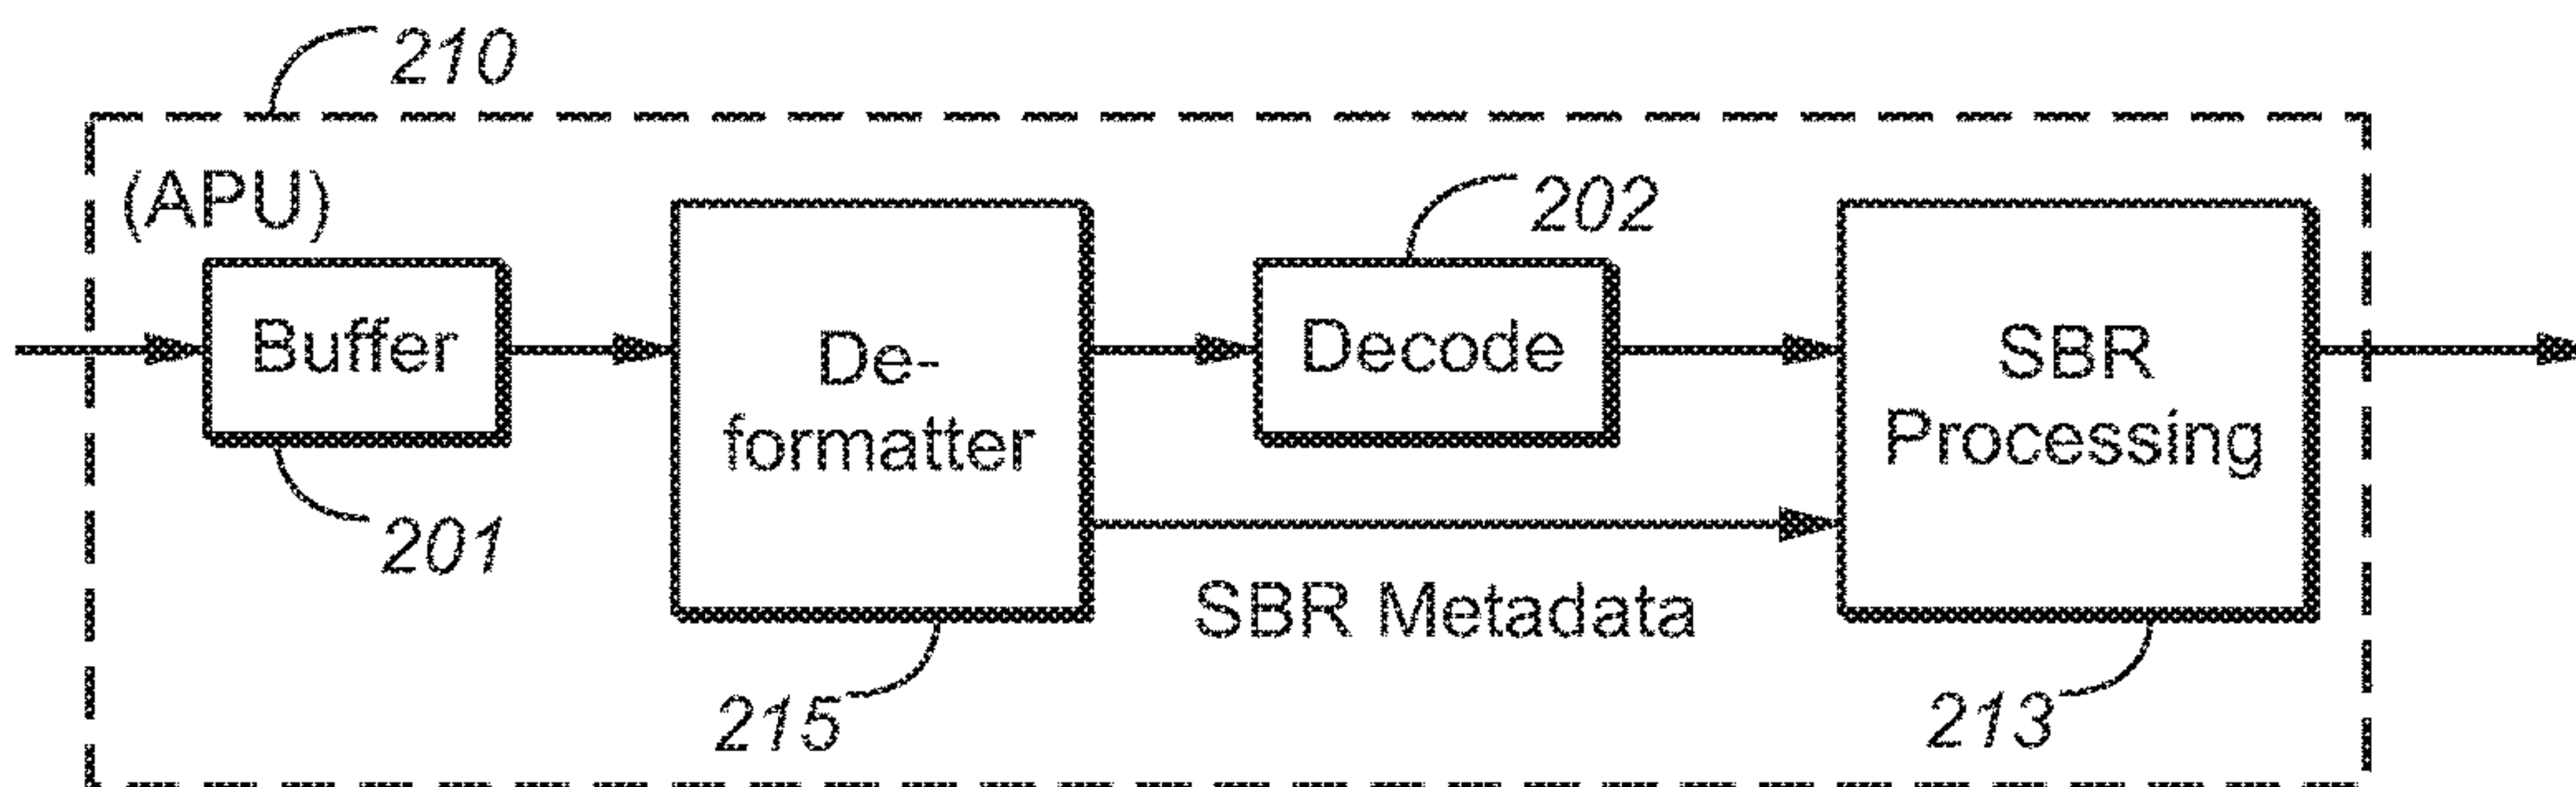 210
(APU)
202
Buffer
De-
formatter
Decode
SBR
Processing
201
SBR Metadata
215
213